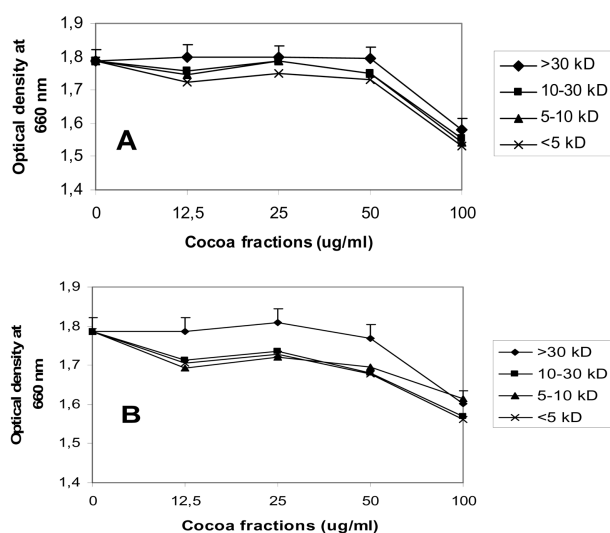 1,9
1,8
1,7
1,6
1,5
1,4
Optical density at
660 nm
A
0
12,5
25
50
100
Cocoa fractions (ug/ml)
>30 kD
10-30 kD
5-10 kD
<5 kD
1,9
1,8
1,7
1,6
1,5
1,4
Optical density at
660 nm
B
0
12,5
25
50
100
Cocoa fractions (ug/ml)
>30 kD
10-30 kD
5-10 kD
<5 kD